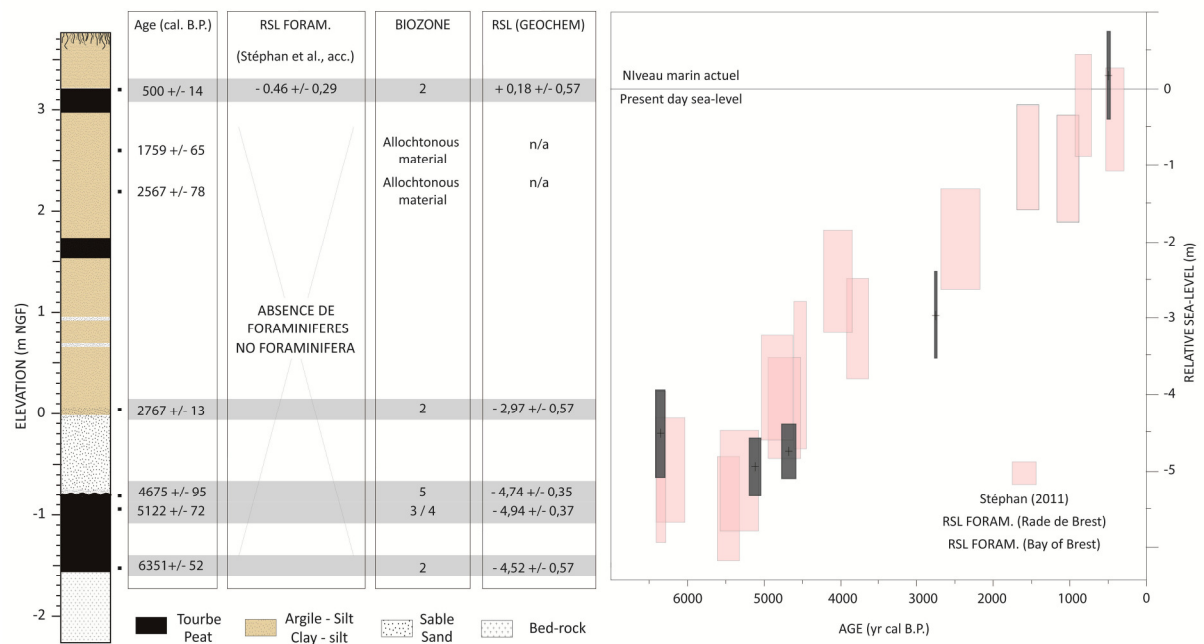 Age (cal. B.P.)
RSL FORAM.
(Stéphan et al., acc.)
BIOZONE
RSL (GEOCHEM)
500 +/- 14
- 0.46 +/- 0,29
2
+ 0,18 +/- 0,57
1759 +/- 65
Allochtonous
material
n/a
2567 +/- 78
Allochtonous
material
n/a
ABSENCE DE
FORAMINIFERES
NO FORAMINIFERA
2767 +/- 13
2
- 2,97 +/- 0,57
4675 +/- 95
5
- 4,74 +/- 0,35
5122 +/- 72
3 / 4
- 4,94 +/- 0,37
6351 +/- 52
2
- 4,52 +/- 0,57
ELEVATION (m NGF)
3
2
1
0
-1
-2
Tourbe
Peat
Argile - Silt
Clay - silt
Sable
Sand
Bed-rock
NIveau marin actuel
Present day sea-level
0
-1
-2
-3
-4
-5
RELATIVE SEA-LEVEL (m)
Stéphan (2011)
RSL FORAM. (Rade de Brest)
RSL FORAM. (Bay of Brest)
6000
5000
4000
3000
2000
1000
0
AGE (yr cal B.P.)